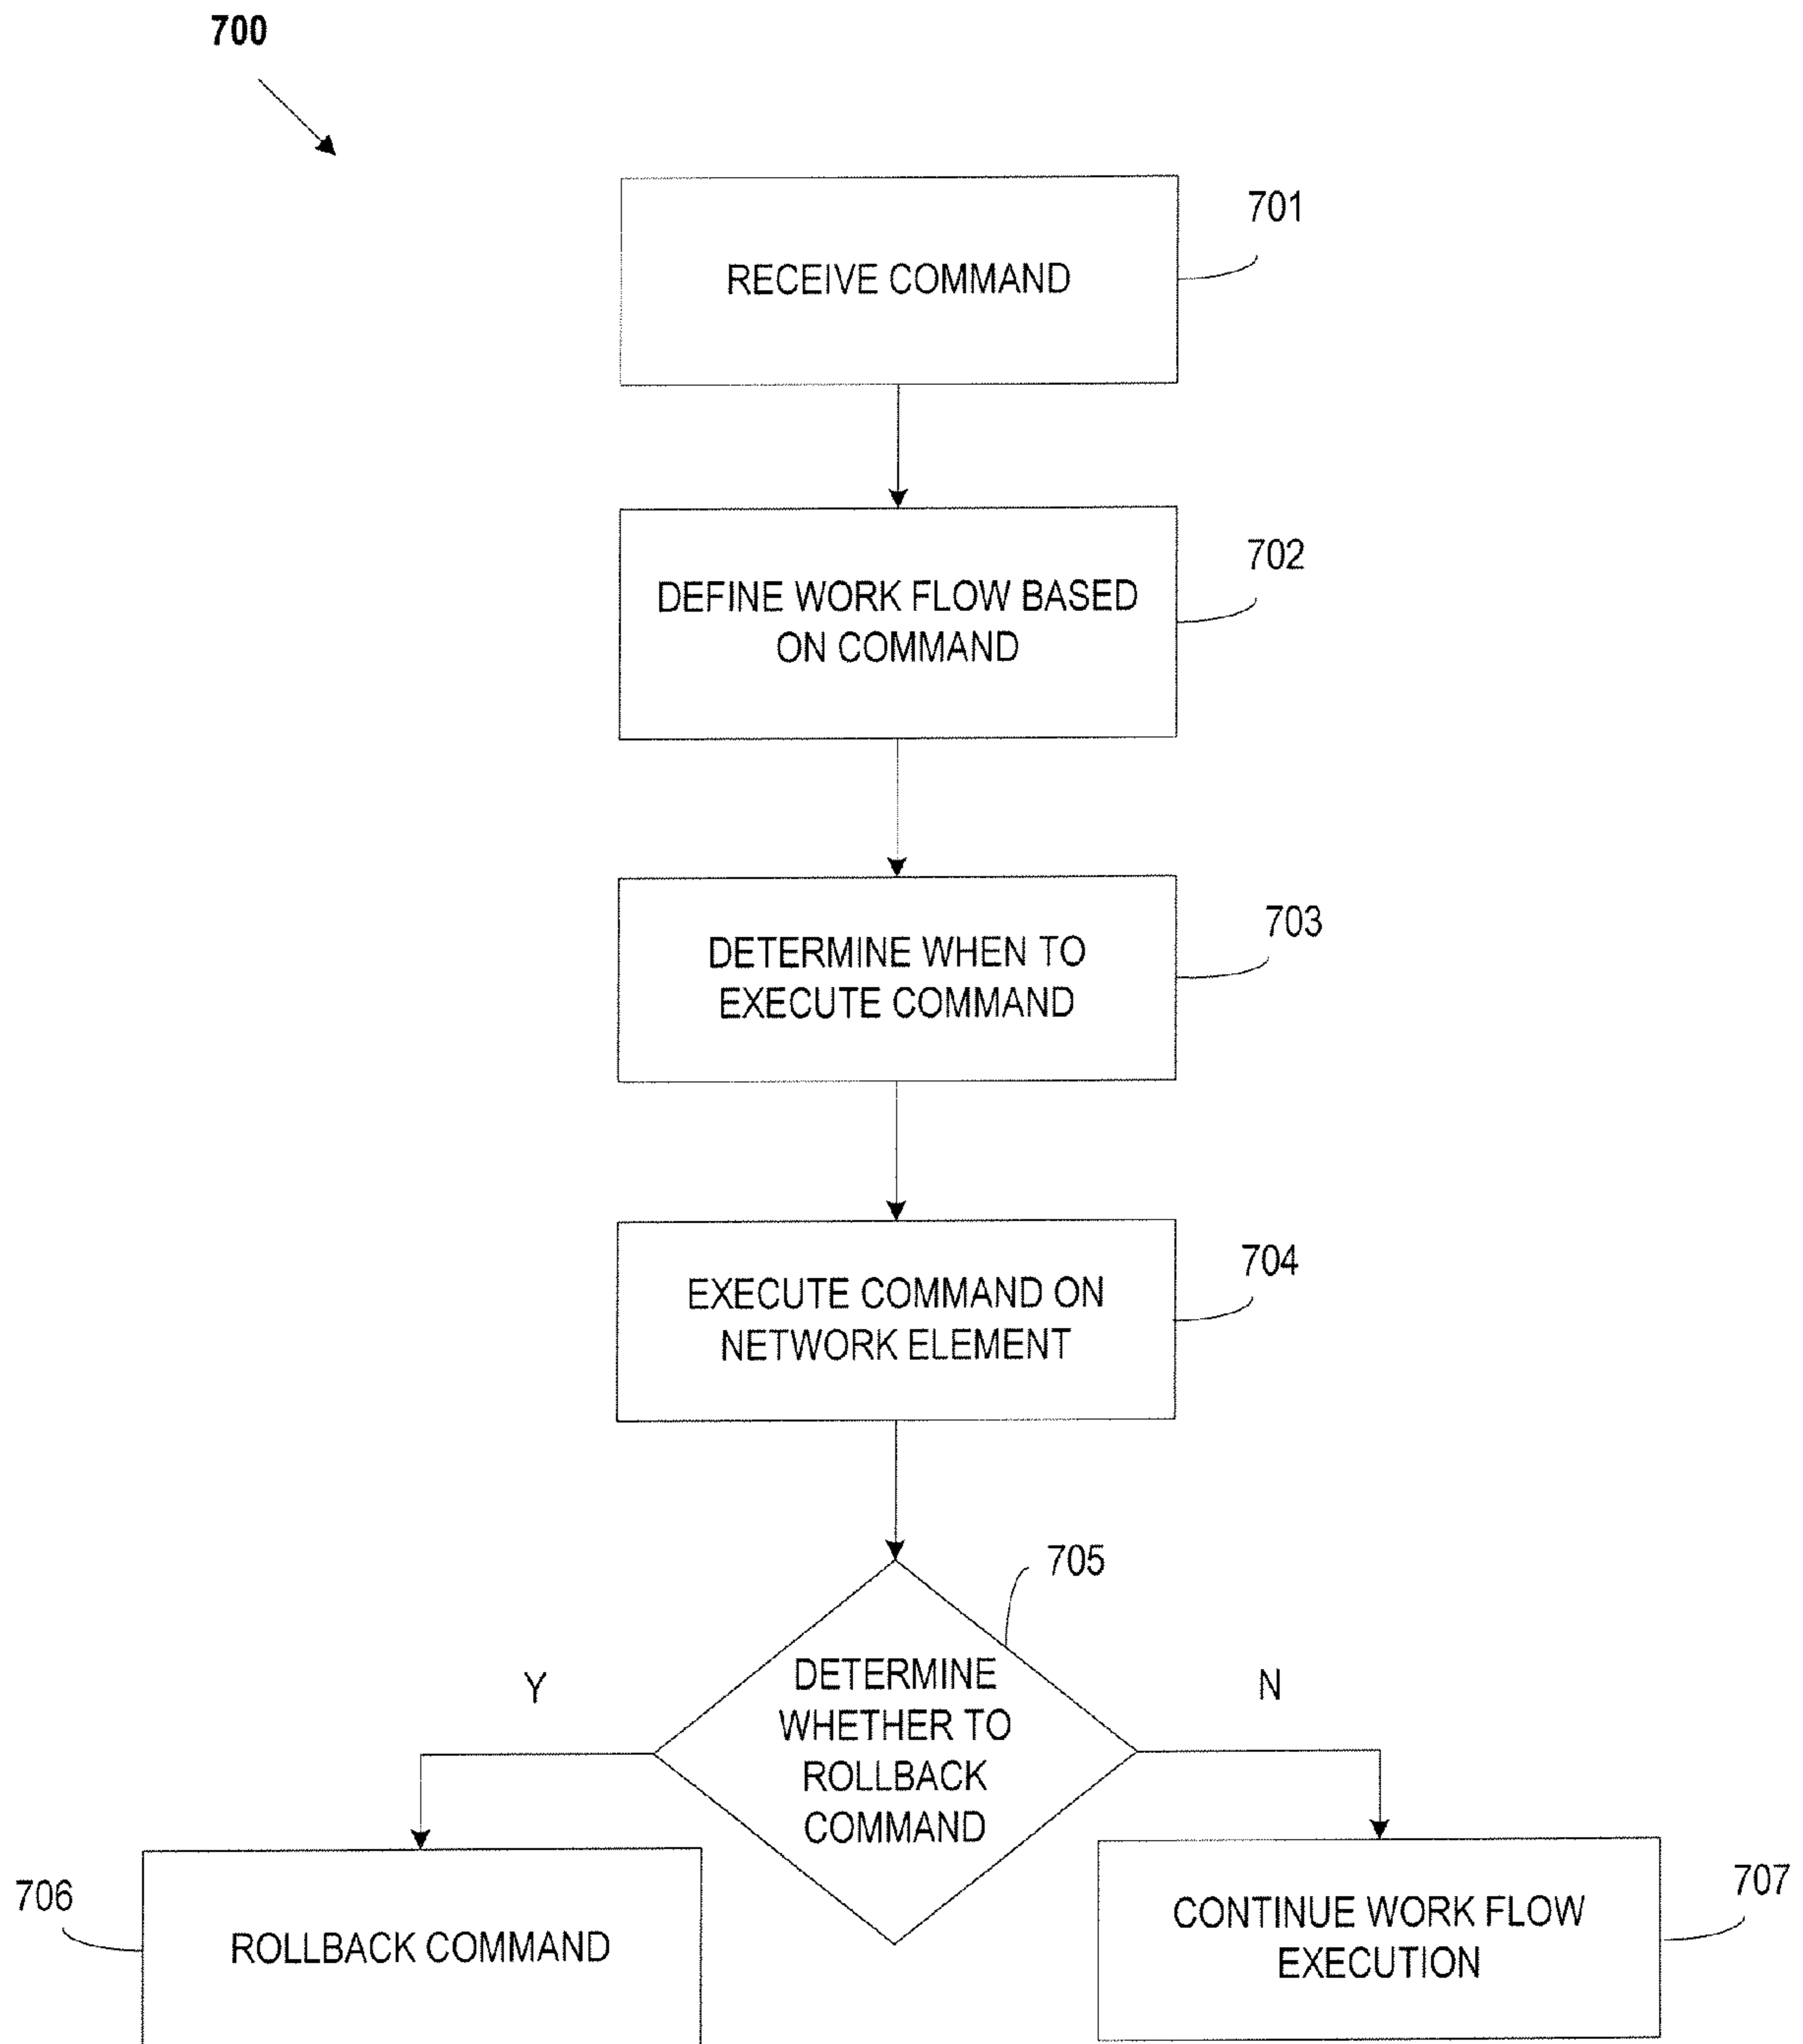 700
701
RECEIVE COMMAND
702
DEFINE WORK FLOW BASED
ON COMMAND
703
DETERMINE WHEN TO
EXECUTE COMMAND
704
EXECUTE COMMAND ON
NETWORK ELEMENT
705
DETERMINE
WHETHER TO
ROLLBACK
COMMAND
Y
N
706
ROLLBACK COMMAND
707
CONTINUE WORK FLOW
EXECUTION